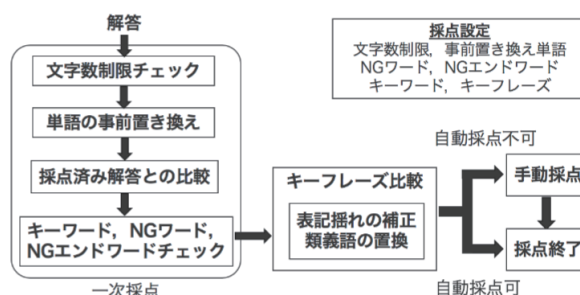 解答
文字数制限チェック
単語の事前置き換え
採点済み解答との比較
キーワード，NGワード，
NGエンドワードチェック
一次採点
採点設定
文字数制限，事前置き換え単語
NGワード，NGエンドワード
キーワード，キーフレーズ
キーフレーズ比較
表記揺れの補正
類義語の置換
自動採点不可
手動採点
採点終了
自動採点可